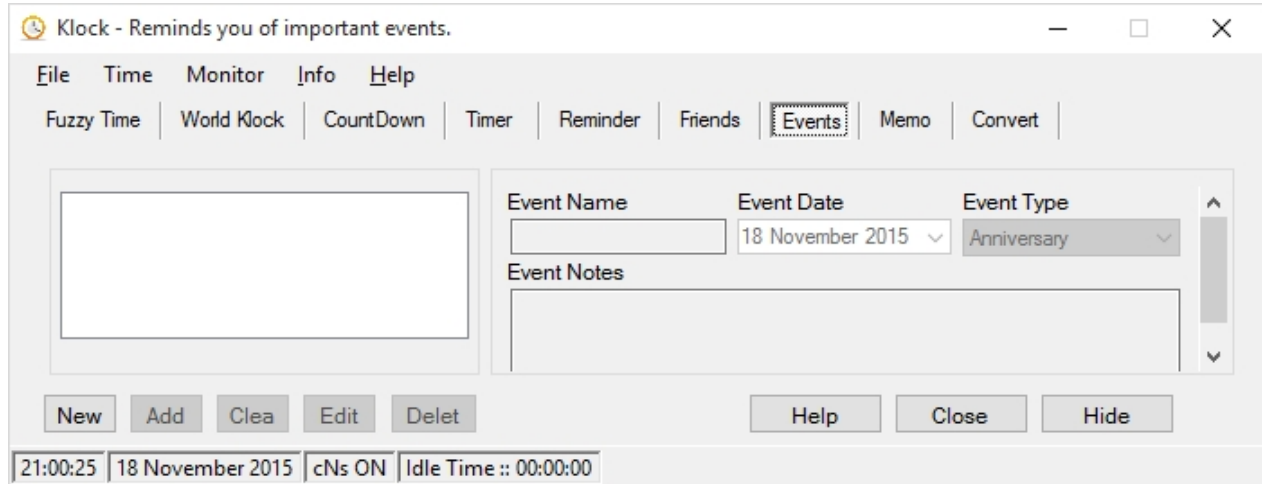 Klock - Reminds you of important events.
File Time Monitor Info Help
Fuzzy Time World Klock CountDown Timer Reminder Friends Events Memo Convert
Event Name Event Date Event Type
18 November 2015 Anniversary
Event Notes
New Add Clea Edit Delet Help Close Hide
21:00:25 18 November 2015 cNs ON Idle Time :: 00:00:00